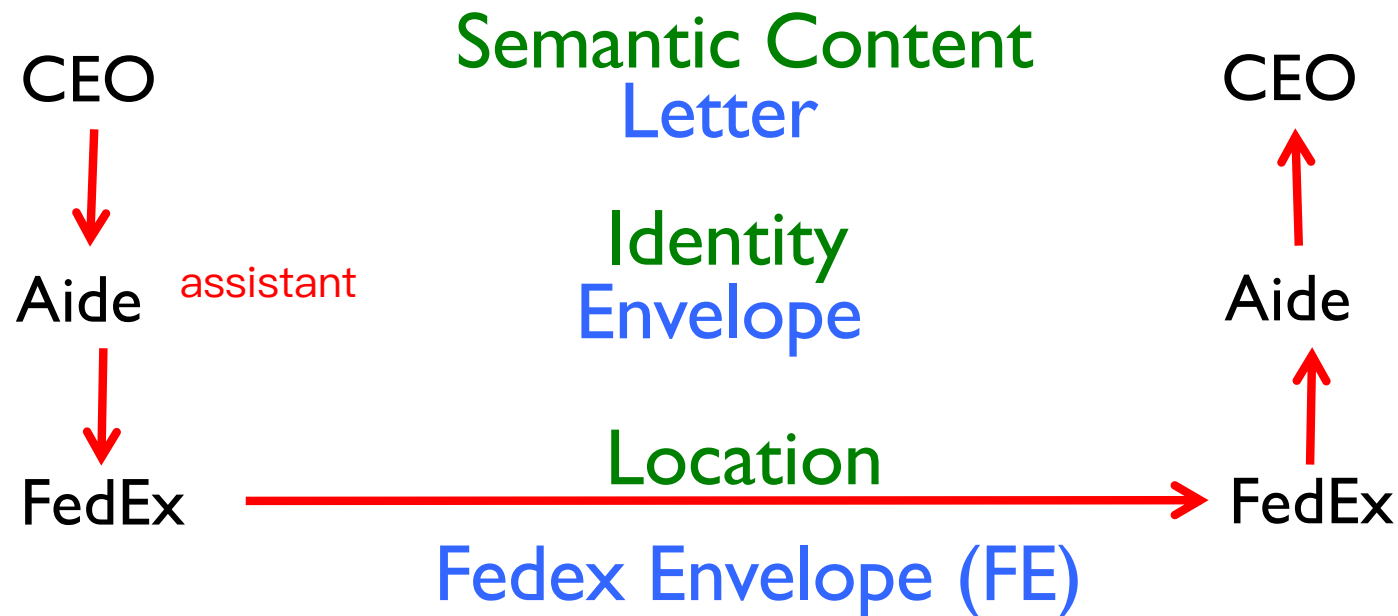 Semantic Content
CEO
Letter
CEO
Identity
Aide
assistant
Envelope
Aide
Location
FedEx
FedEx
Fedex Envelope (FE)